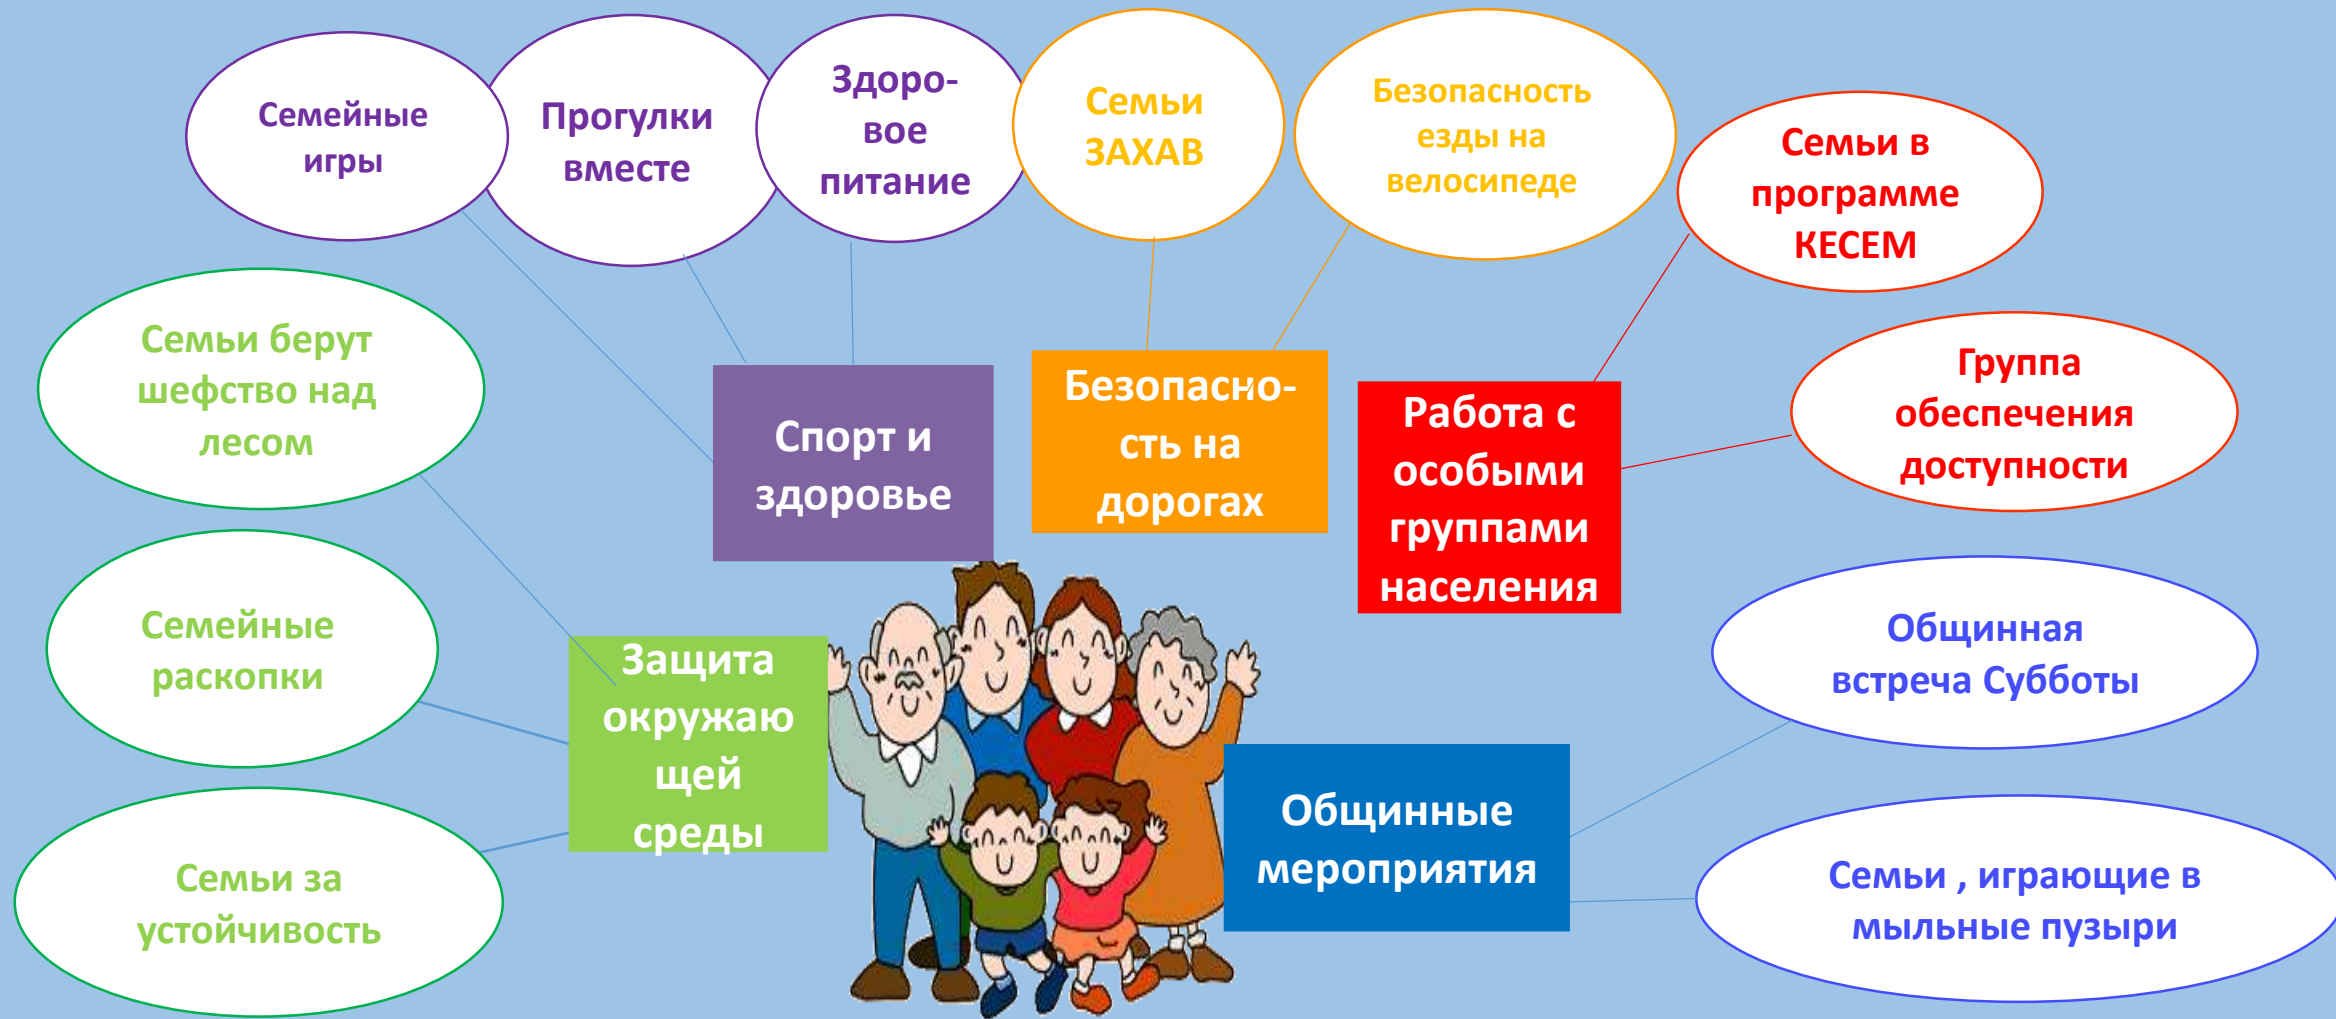 Семейные
игры
Прогулки
вместе
Здоро-
вое
питание
Семьи
ЗАХАВ
Безопасность
езды на
велосипеде
Семьи в
программе
КЕСЕМ
Семьи берут
шефство над
лесом
Группа
обеспечения
доступности
Спорт и
здоровье
Безопасно-
сть на
дорогах
Работа с
особыми
группами
населения
Семейные
раскопки
Защита
окружаю
щей
среды
Общинная
встреча Субботы
Семьи за
устойчивость
Общинные
мероприятия
Семьи , играющие в
мыльные пузыри